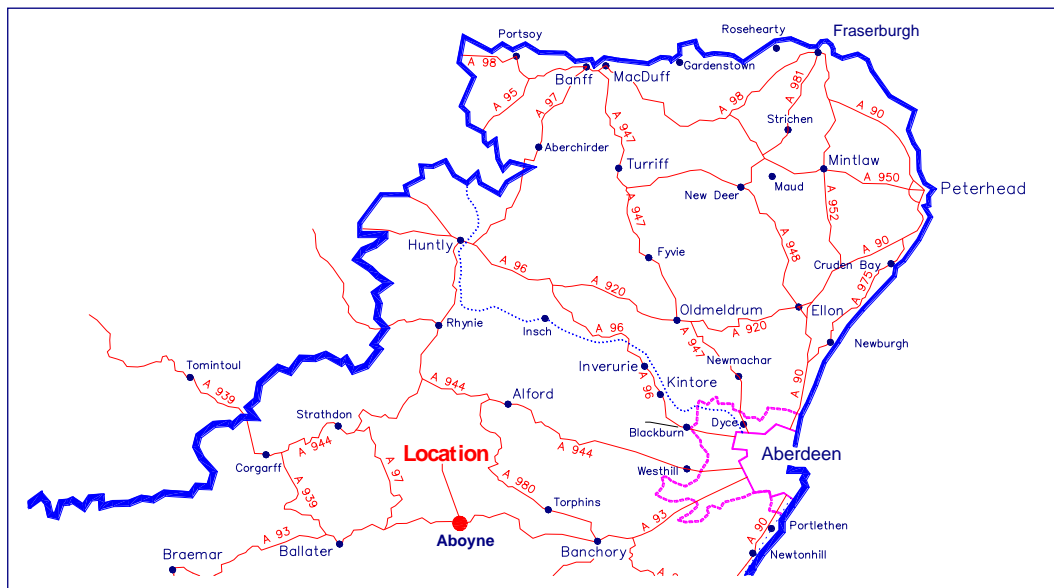 Portsoy
Rosehearty
Fraserburgh
A 98
Banff
MacDuff
Gardenstown
A 95
A 97
A 98
A 981
A 90
Strichen
A 947
Aberchirder
Turriff
Mintlaw
New Deer
Maud
A 950
Peterhead
A 952
A 947
Huntly
A 948
A 90
Fyvie
Cruden Bay
A 96
A 920
A 975
Oldmeldrum
Ellon
Rhynie
Insch
A 96
A 920
A 947
Newburgh
Tomintoul
Inverurie
Newmachar
A 939
A 944
Alford
A 96
Kintore
A 90
Strathdon
Blackburn
Dyce
Corgarff
A 944
Location
A 944
Aberdeen
Westhill
A 97
A 980
A 939
Torphins
A 93
A 93
Aboyne
A 90
Portlethen
Braemar
Ballater
Banchory
Newtonhill